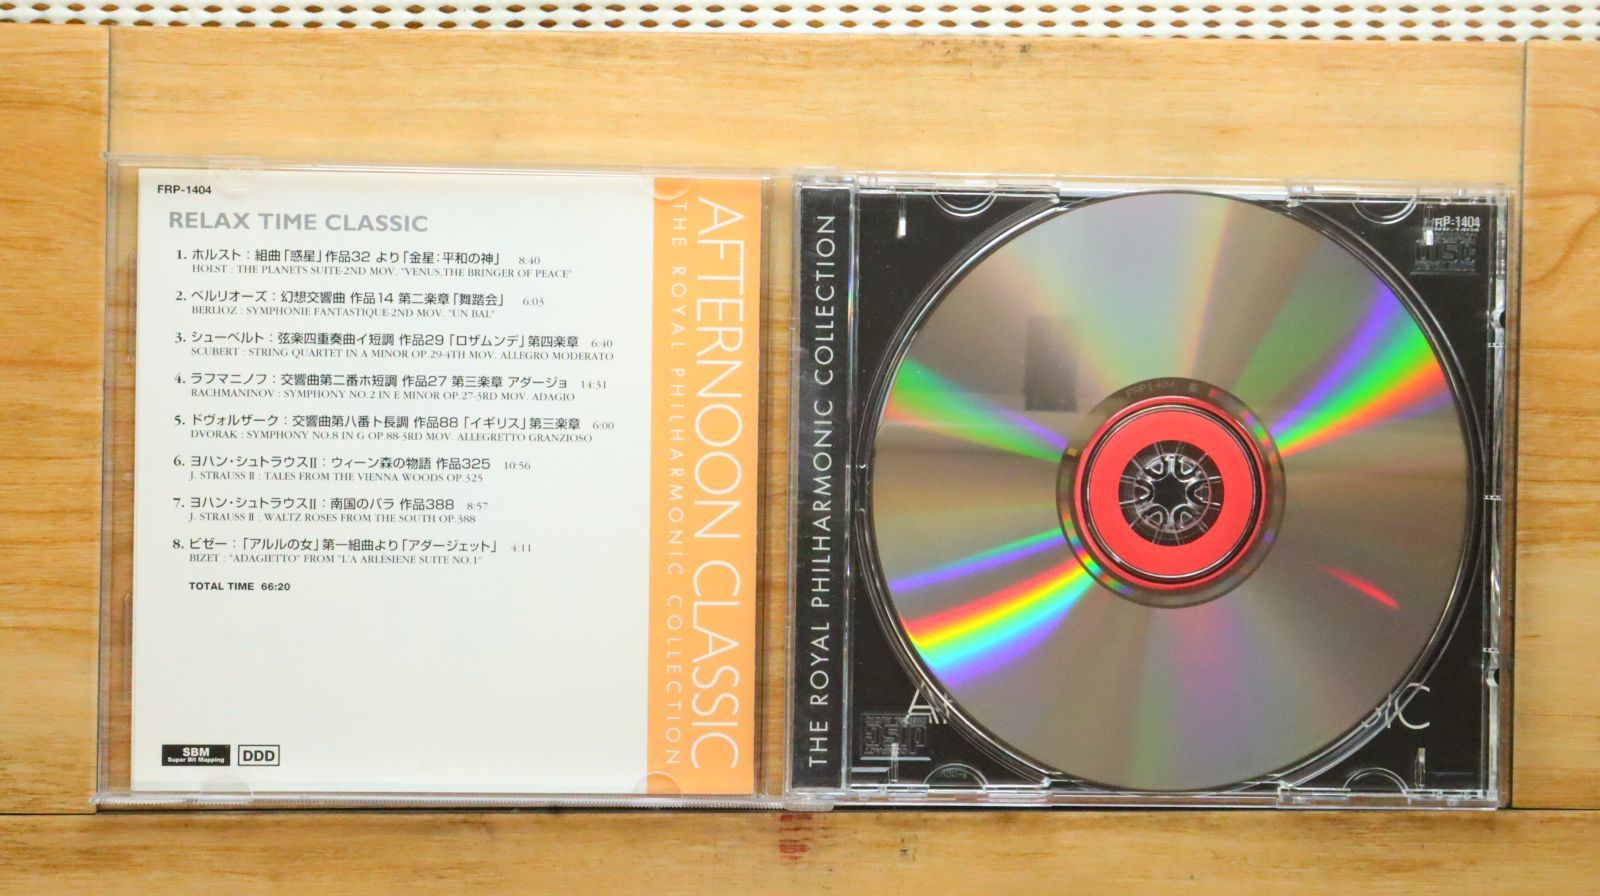 FRP-1404
RELAX TIME CLASSIC
1. ホルスト：組曲「惑星」作品32 より「金星：平和の神」 8:40
HOLST : THE PLANETS SUITE-2ND MOV. "VENUS,THE BRINGER OF PEACE"
2. ベルリオーズ：幻想交響曲 作品14 第二楽章「舞踏会」 6:03
BERLIOZ : SYMPHONIE FANTASTIQUE-2ND MOV. "UN BAL"
3. シューベルト：弦楽四重奏曲イ短調 作品29「ロザムンデ」第四楽章 6:40
SCUBERT : STRING QUARTET IN A MINOR OP.29-4TH MOV. ALLEGRO MODERATO
4. ラフマニノフ：交響曲第二番ホ短調 作品27 第三楽章 アダージョ 14:31
RACHMANINOV : SYMPHONY NO.2 IN E MINOR OP.27-3RD MOV. ADAGIO
5. ドヴォルザーク：交響曲第八番ト長調 作品88「イギリス」第三楽章 6:00
DVORAK : SYMPHONY NO.8 IN G OP.88-3RD MOV. ALLEGRETTO GRANZIOSO
6. ヨハン・シュトラウスⅡ：ウィーン森の物語 作品325 10:56
J. STRAUSS Ⅱ : TALES FROM THE VIENNA WOODS OP.325
7. ヨハン・シュトラウスⅡ：南国のバラ 作品388 8:57
J. STRAUSS Ⅱ : WALTZ ROSES FROM THE SOUTH OP.388
8. ビゼー：「アルルの女」第一組曲より「アダージェット」 4:11
BIZET : "ADAGIETTO" FROM "L'A ARLESIENE SUITE NO.1"
TOTAL TIME 66:20
SBM
Super Bit Mapping
DDD
AFTERNOON CLASSIC
THE ROYAL PHILHARMONIC COLLECTION
THE ROYAL PHILHARMONIC COLLECTION
FRP-1404
FRP1404